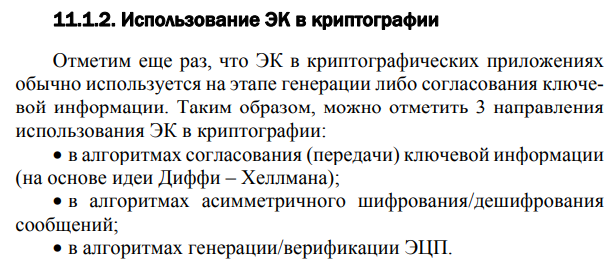 11.1.2. Использование ЭК в криптографии
Отметим еще раз, что ЭК в криптографических приложениях
обычно используется на этапе генерации либо согласования ключе-
вой информации. Таким образом, можно отметить 3 направления
использования ЭК в криптографии:
• в алгоритмах согласования (передачи) ключевой информации
(на основе идеи Диффи – Хеллмана);
• в алгоритмах асимметричного шифрования/дешифрования
сообщений;
• в алгоритмах генерации/верификации ЭЦП.